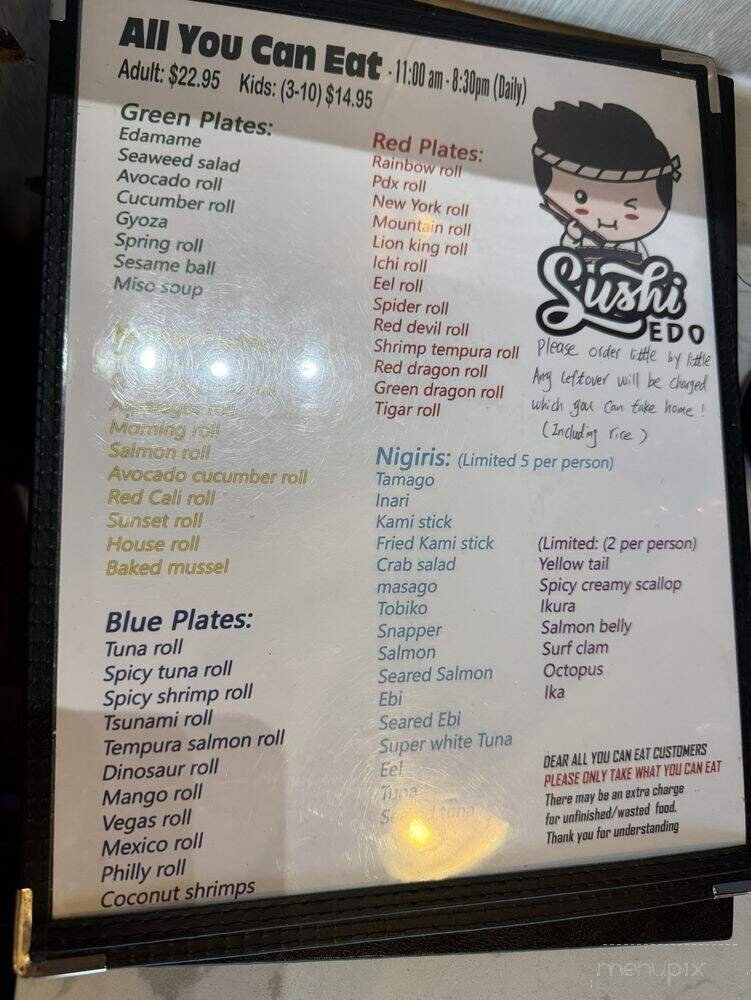 All You Can Eat - 11:00 am - 8:30pm (Daily)
Adult: $22.95 Kids: (3-10) $14.95
Green Plates:
Edamame
Seaweed salad
Avocado roll
Cucumber roll
Gyoza
Spring roll
Sesame ball
Miso soup
roll
Morning roll
Salmon roll
Avocado cucumber roll
Red Cali roll
Sunset roll
House roll
Baked mussel
Blue Plates:
Tuna roll
Spicy tuna roll
Spicy shrimp roll
Tsunami roll
Tempura salmon roll
Dinosaur roll
Mango roll
Vegas roll
Mexico roll
Philly roll
Coconut shrimps
Red Plates:
Rainbow roll
Pdx roll
New York roll
Mountain roll
Lion king roll
Ichi roll
Eel roll
Spider roll
Red devil roll
Shrimp tempura roll
Red dragon roll
Green dragon roll
Tigar roll
Nigiris: (Limited 5 per person)
Tamago
Inari
Kami stick
Fried Kami stick
Crab salad
masago
Tobiko
Snapper
Salmon
Seared Salmon
Ebi
Seared Ebi
Super white Tuna
Eel
Tuna
tuna
Sushi
EDO
Please order little by little
Any leftover will be charged
which you can take home!
(Including rice)
(Limited: (2 per person)
Yellow tail
Spicy creamy scallop
Ikura
Salmon belly
Surf clam
Octopus
Ika
DEAR ALL YOU CAN EAT CUSTOMERS
PLEASE ONLY TAKE WHAT YOU CAN EAT
There may be an extra charge
for unfinished/wasted food.
Thank you for understanding
menupix